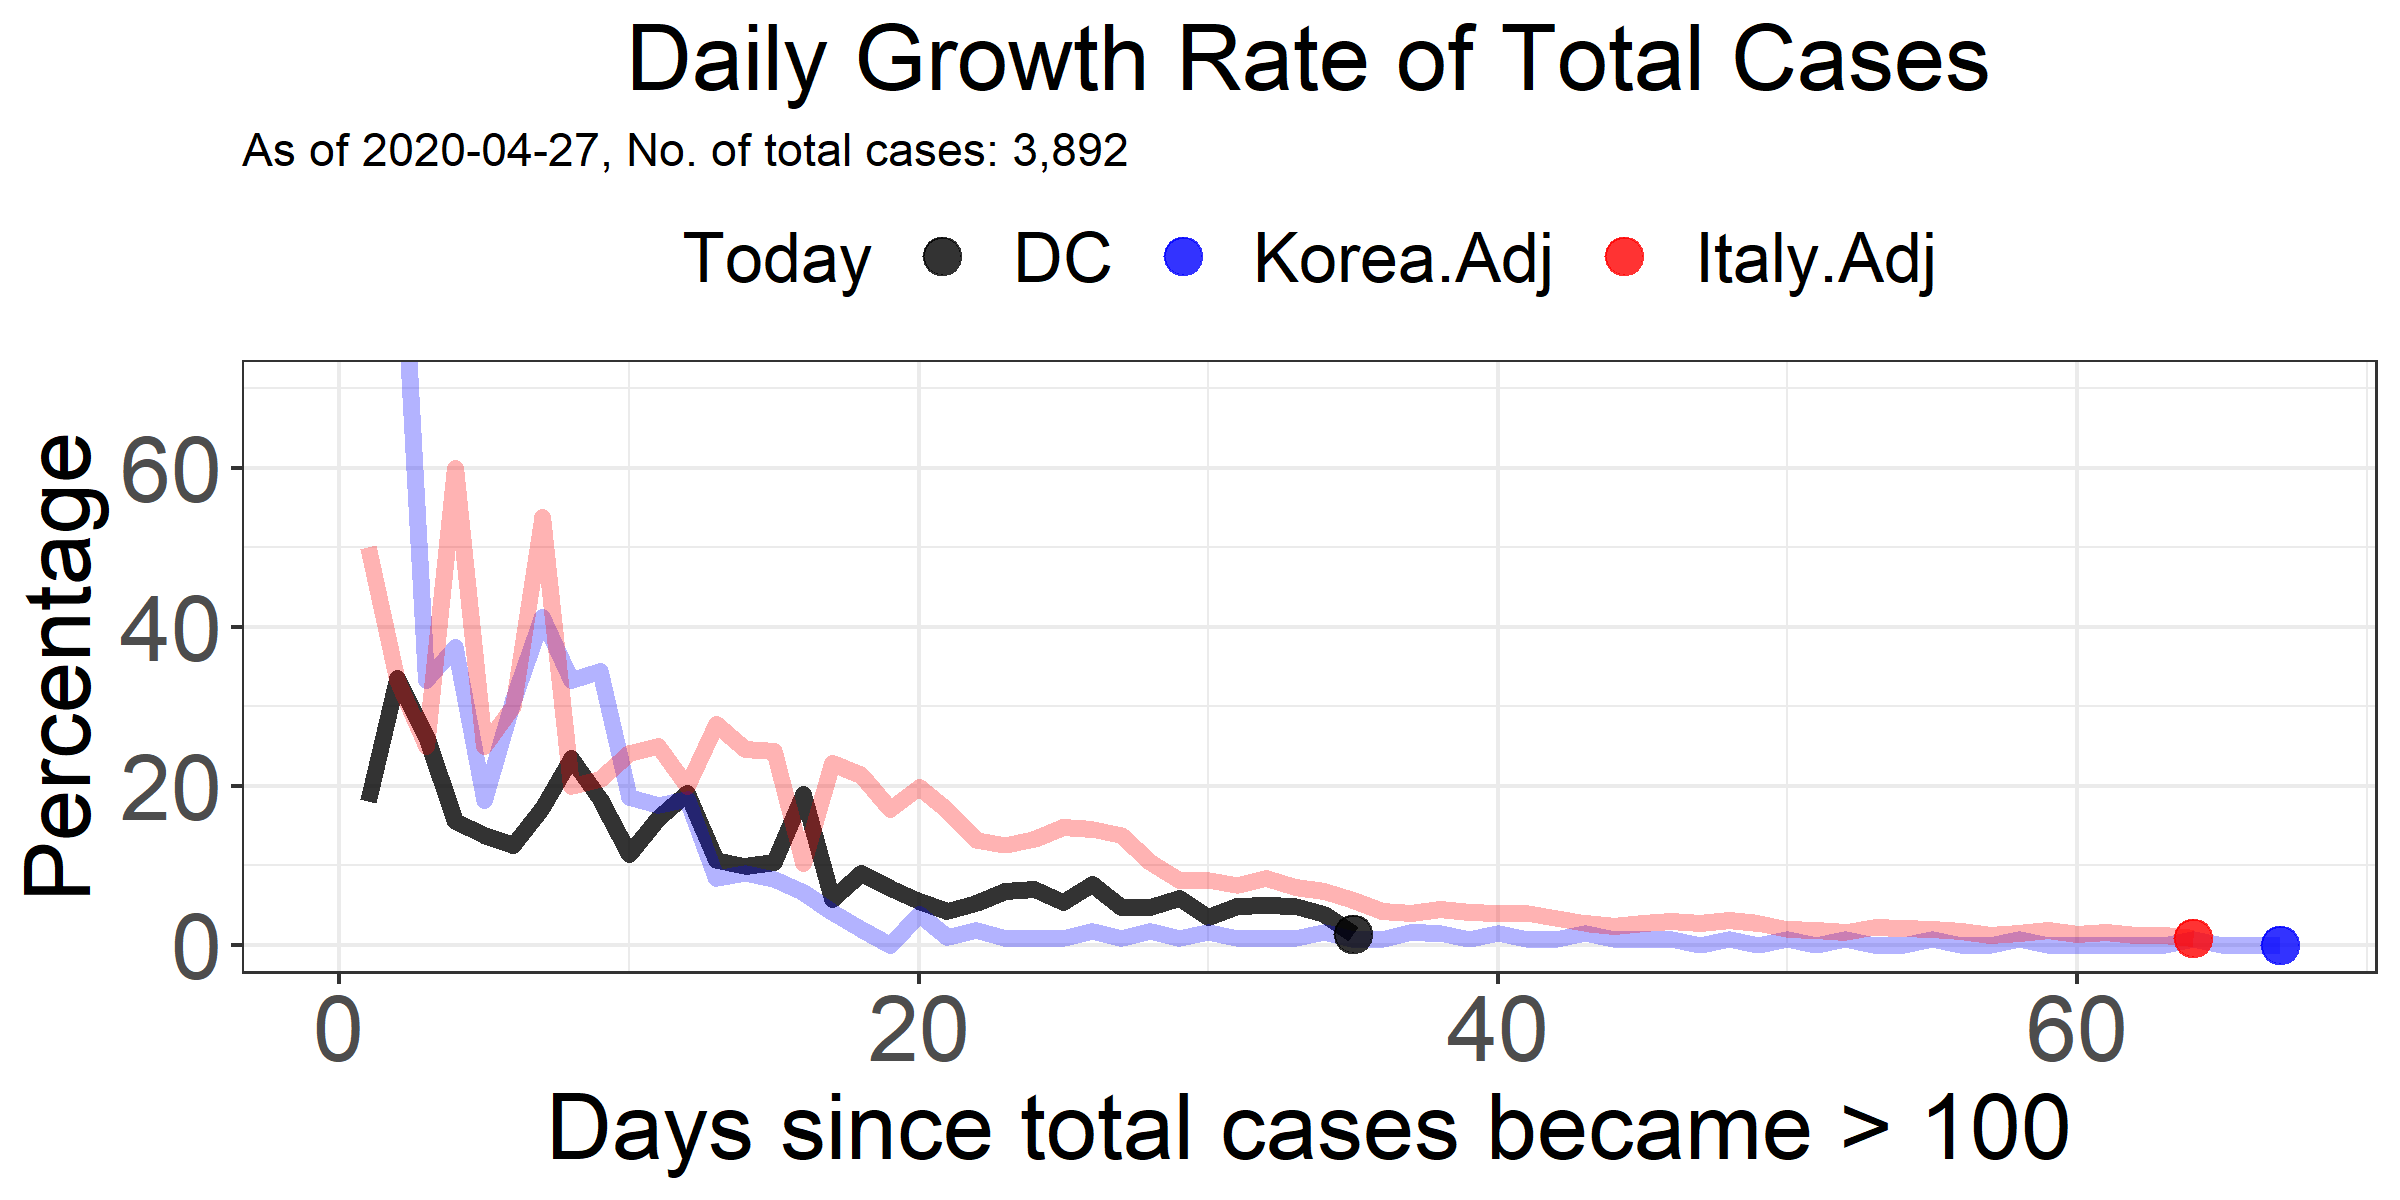 Daily Growth Rate of Total Cases
As of 2020-04-27, No. of total cases: 3,892
Today DC Korea.Adj Italy.Adj
Percentage
60
40
20
0
0 20 40 60
Days since total cases became > 100